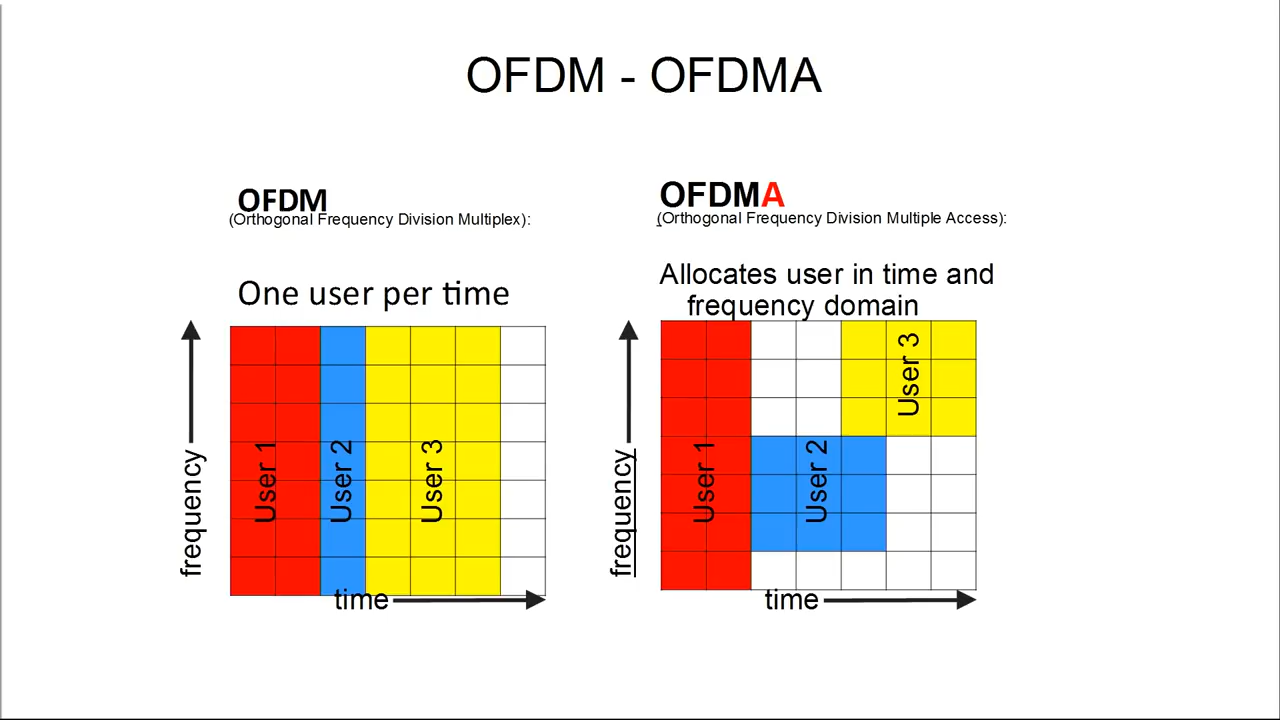 OFDM - OFDMA
OFDM
(Orthogonal Frequency Division Multiplex):
One user per time
frequency
User 1
User 2
User 3
time
OFDMA
(Orthogonal Frequency Division Multiple Access):
Allocates user in time and
frequency domain
frequency
User 1
User 2
User 3
time